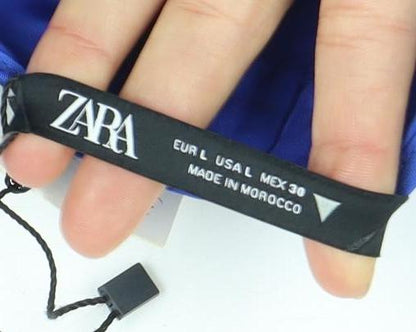 ZARA
EUR L USA L MEX 30
MADE IN MOROCCO